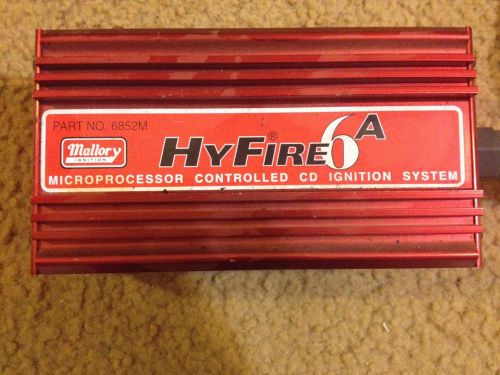 PART NO. 6852M
Mallory
IGNITION
HYFIRE® 6A
MICROPROCESSOR CONTROLLED CD IGNITION SYSTEM